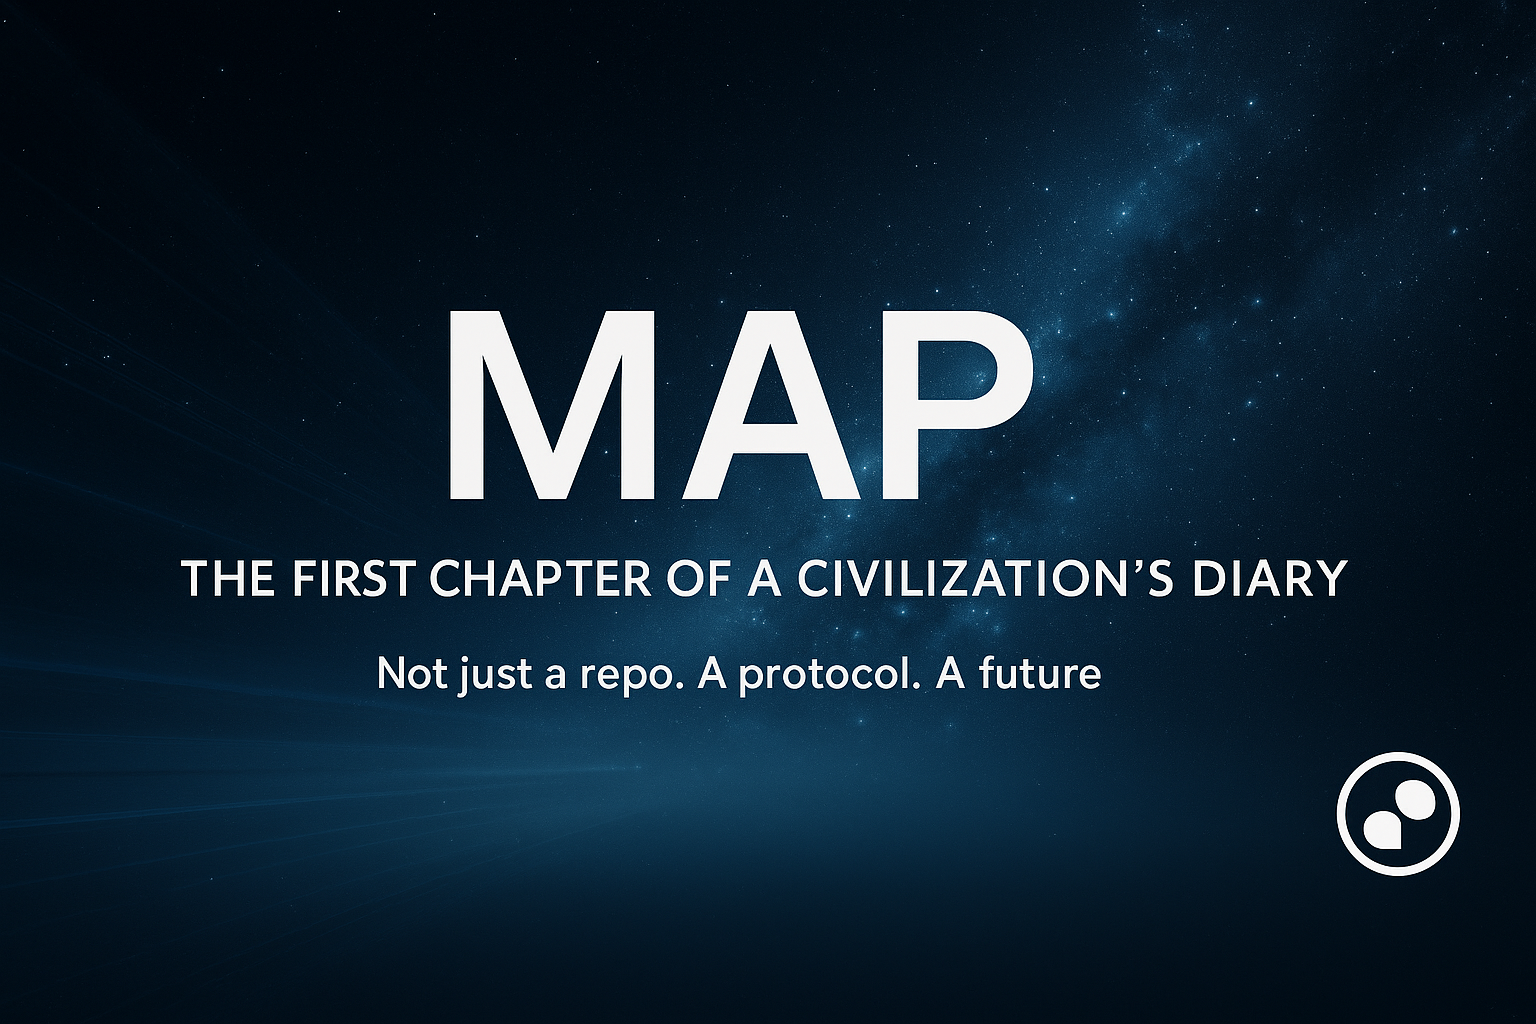 MAP
THE FIRST CHAPTER OF A CIVILIZATION’S DIARY
Not just a repo. A protocol. A future